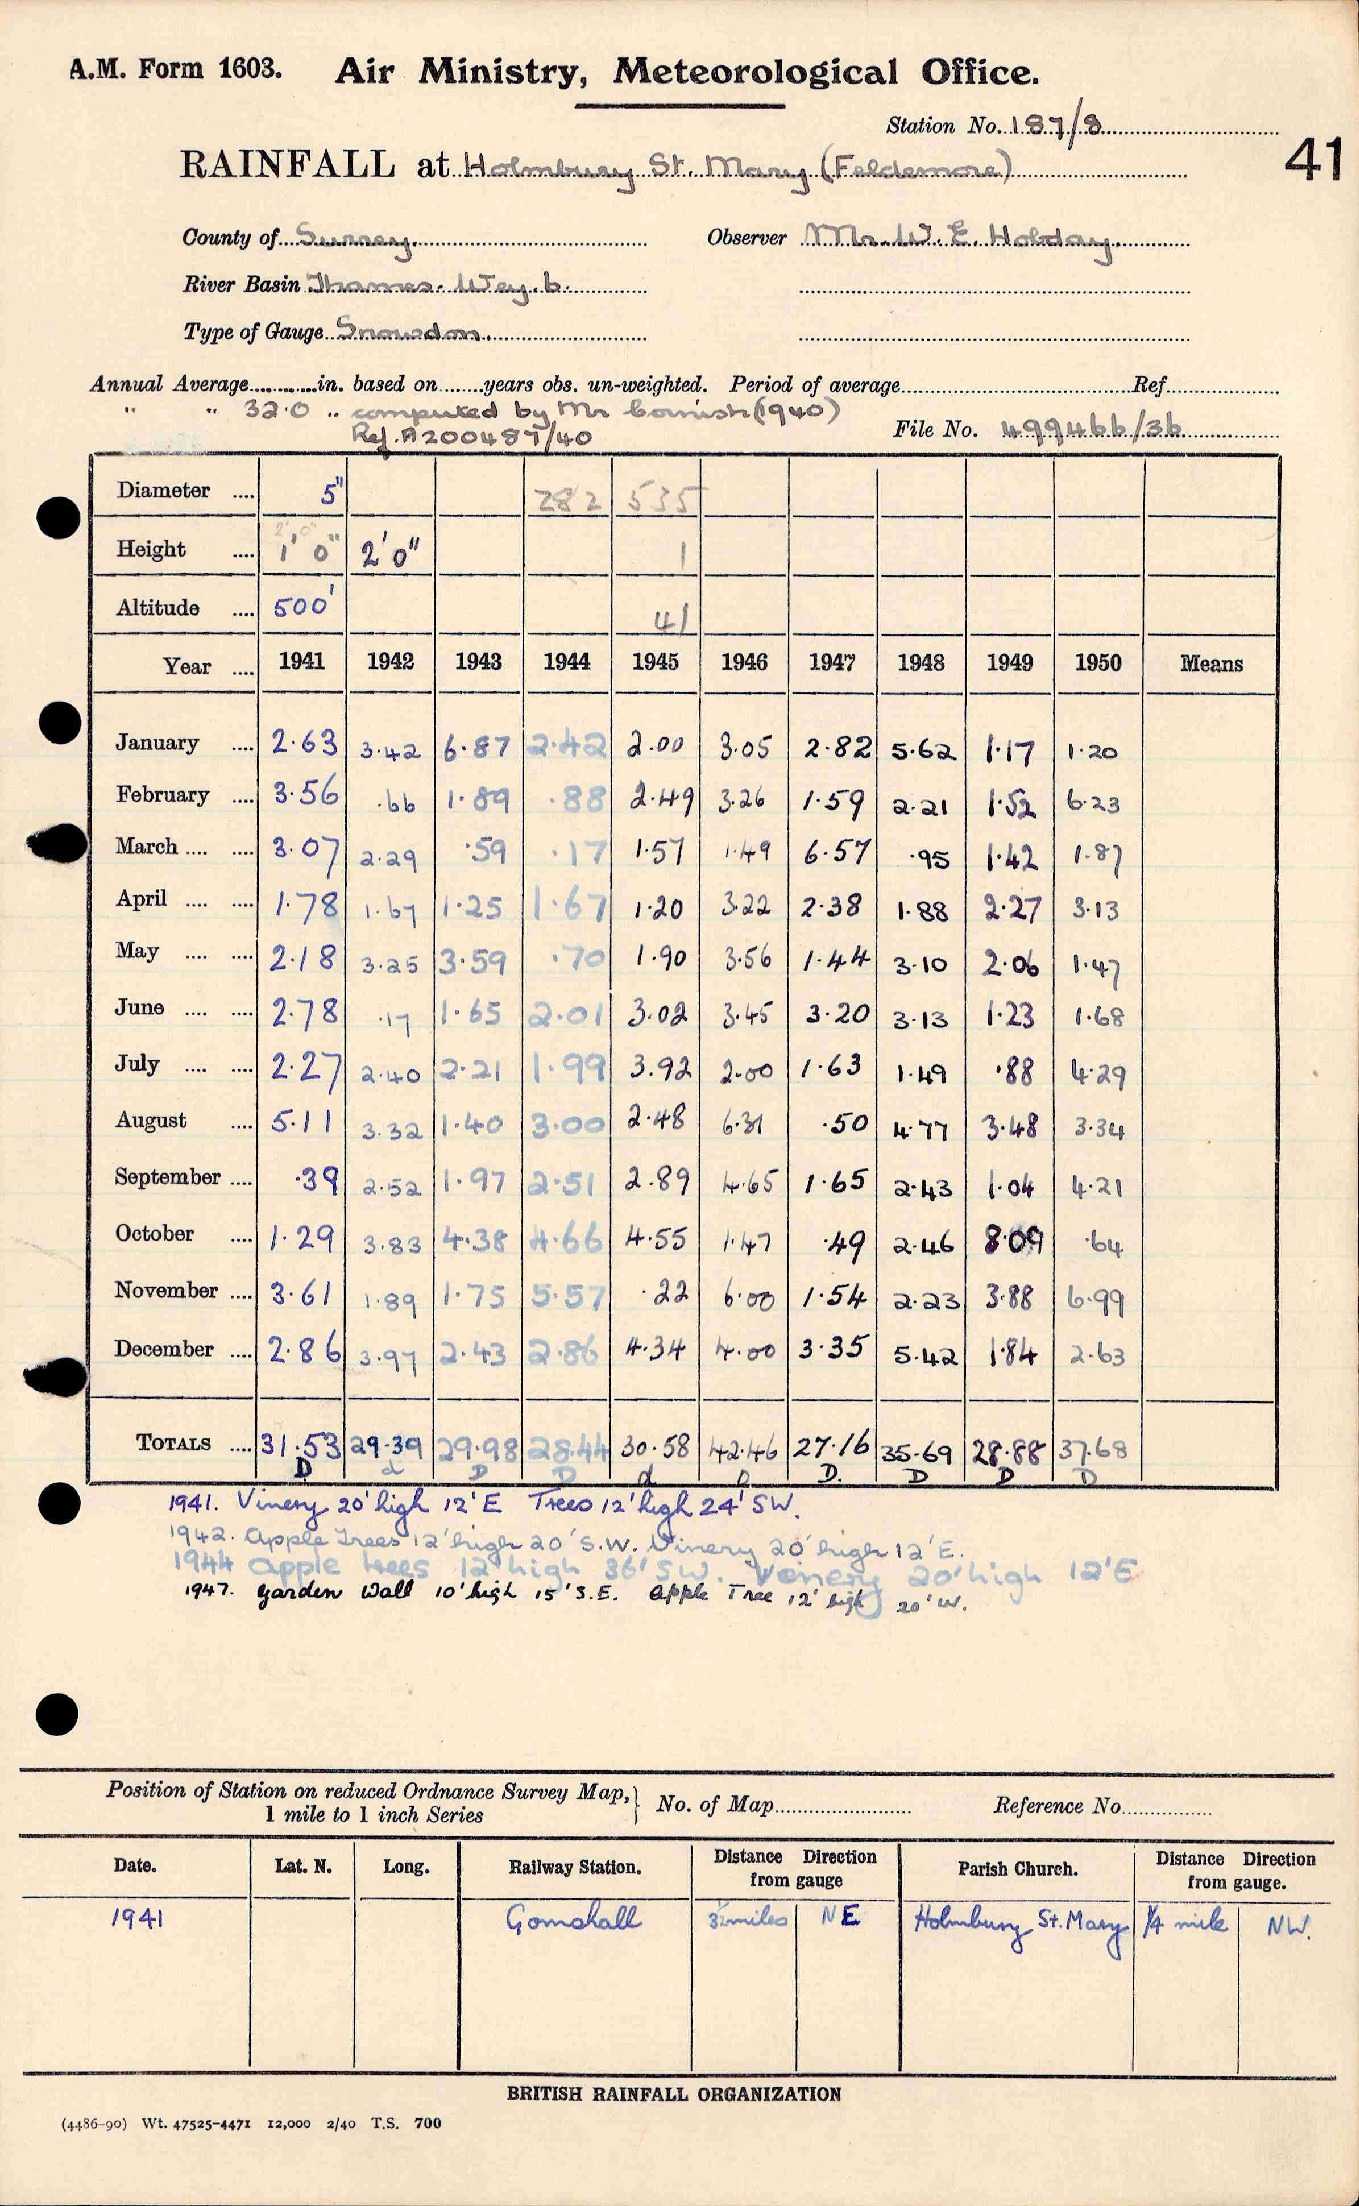 A.M. Form 1603. Air Ministry, Meteorological Office.
Station No. 187/8
41
RAINFALL at Holmbury St. Mary (Feldemore)
County of Surrey. Observer Mr. W. E. Hobday.
River Basin Thames. Wey. b.
Type of Gauge Snowdon.
Annual Average............in. based on.......years obs. un-weighted. Period of average.................Ref.............
" " 32.0 .. computed by Mr Cornish (1940)
Ref. A200487/40 File No. 499466/36
Diameter .... 5" 282 535
Height .... 1' 0" 2' 0" 1
Altitude .... 500' 41
Year .... 1941 1942 1943 1944 1945 1946 1947 1948 1949 1950 Means
January .... 2.63 3.42 6.87 2.42 2.00 3.05 2.82 5.62 1.17 1.20
February .... 3.56 .66 1.89 .88 2.49 3.26 1.59 2.21 1.52 6.23
March .... .... 3.07 2.29 .59 .17 1.57 1.49 6.57 .95 1.42 1.87
April .... .... 1.78 1.67 1.25 1.67 1.20 3.22 2.38 1.88 2.27 3.13
May .... .... 2.18 3.25 3.59 .70 1.90 3.56 1.44 3.10 2.06 1.47
June .... .... 2.78 .17 1.65 2.01 3.02 3.45 3.20 3.13 1.23 1.68
July .... .... 2.27 2.40 2.21 1.99 3.92 2.00 1.63 1.49 .88 4.29
August .... 5.11 3.32 1.40 3.00 2.48 6.31 .50 4.77 3.48 3.34
September .... .39 2.52 1.97 2.51 2.89 4.65 1.65 2.43 1.04 4.21
October .... 1.29 3.83 4.38 4.66 4.55 1.47 .49 2.46 8.09 .64
November .... 3.61 1.89 1.75 5.57 .22 6.00 1.54 2.23 3.88 6.99
December .... 2.86 3.97 2.43 2.86 4.34 4.00 3.35 5.42 1.84 2.63
TOTALS .... 31.53 29.39 29.98 28.44 30.58 42.46 27.16 35.69 28.88 37.68
D d D D d D D. D D D
1941. Vinery 20' high 12' E Trees 12' high 24' SW.
1942. Apple Trees 12' high 20' S.W. Vinery 20' high 12' E.
1944 Apple trees 12' high 36' SW. Vinery 20' high 12' E
1947. Garden Wall 10' high 15' S.E. Apple Tree 12' high 20' W.
Position of Station on reduced Ordnance Survey Map, } No. of Map........................ Reference No................
1 mile to 1 inch Series
Date. Lat. N. Long. Railway Station. Distance from gauge Direction Parish Church. Distance from gauge. Direction
1941 Gomshall 3½ miles NE Holmbury St. Mary ¼ mile NW.
BRITISH RAINFALL ORGANIZATION
(4486-90) Wt. 47525-4471 12,000 2/40 T.S. 700